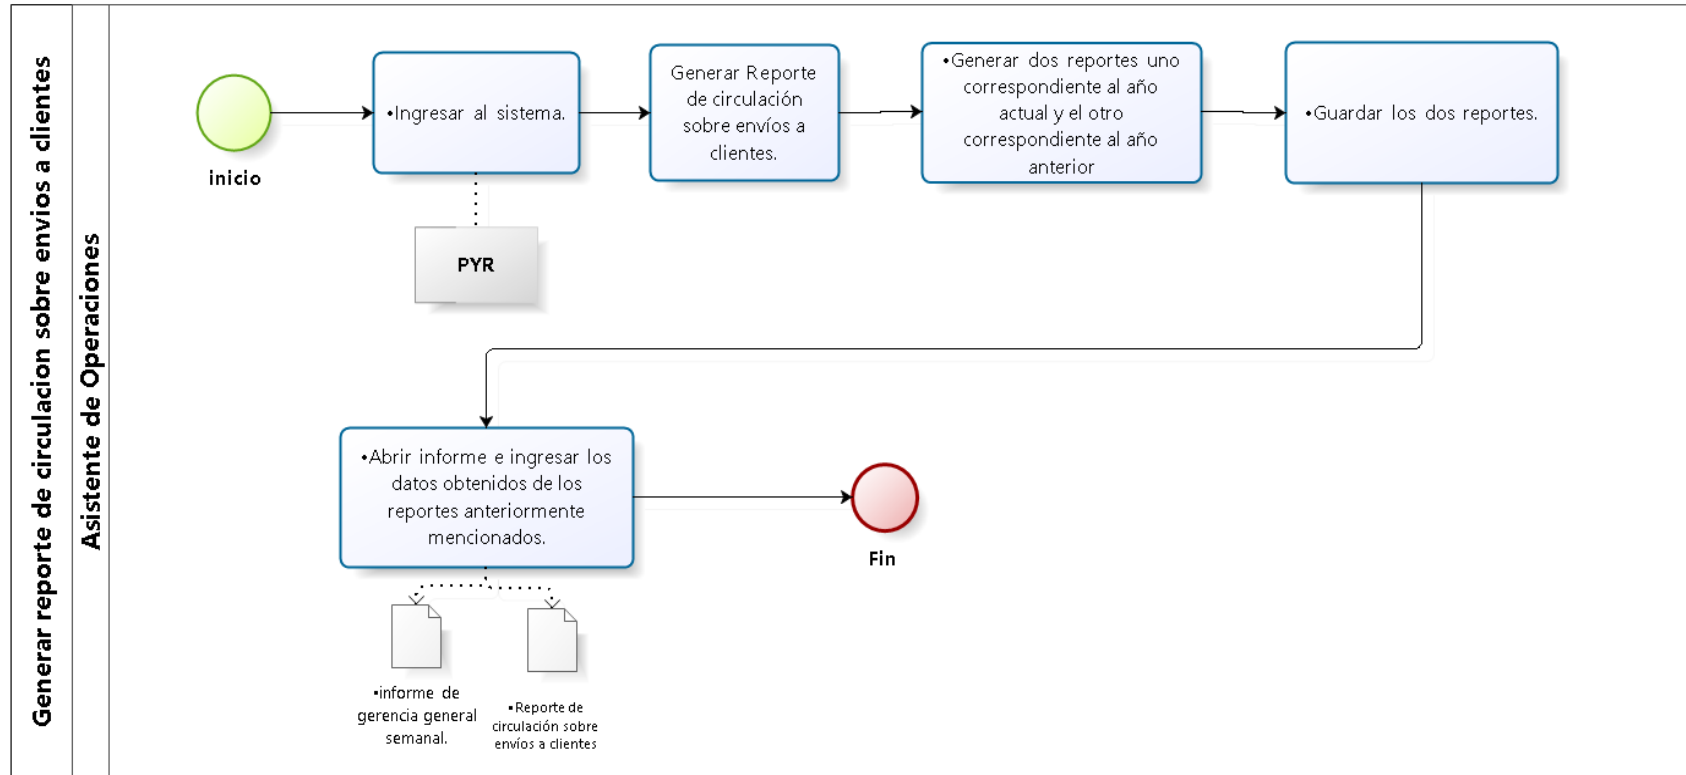 Generar reporte de circulacion sobre envios a clientes
Asistente de Operaciones
inicio
•Ingresar al sistema.
PYR
Generar Reporte
de circulación
sobre envíos a
clientes.
•Generar dos reportes uno
correspondiente al año
actual y el otro
correspondiente al año
anterior
•Guardar los dos reportes.
•Abrir informe e ingresar los
datos obtenidos de los
reportes anteriormente
mencionados.
Fin
•informe de
gerencia general
semanal.
•Reporte de
circulación sobre
envíos a clientes